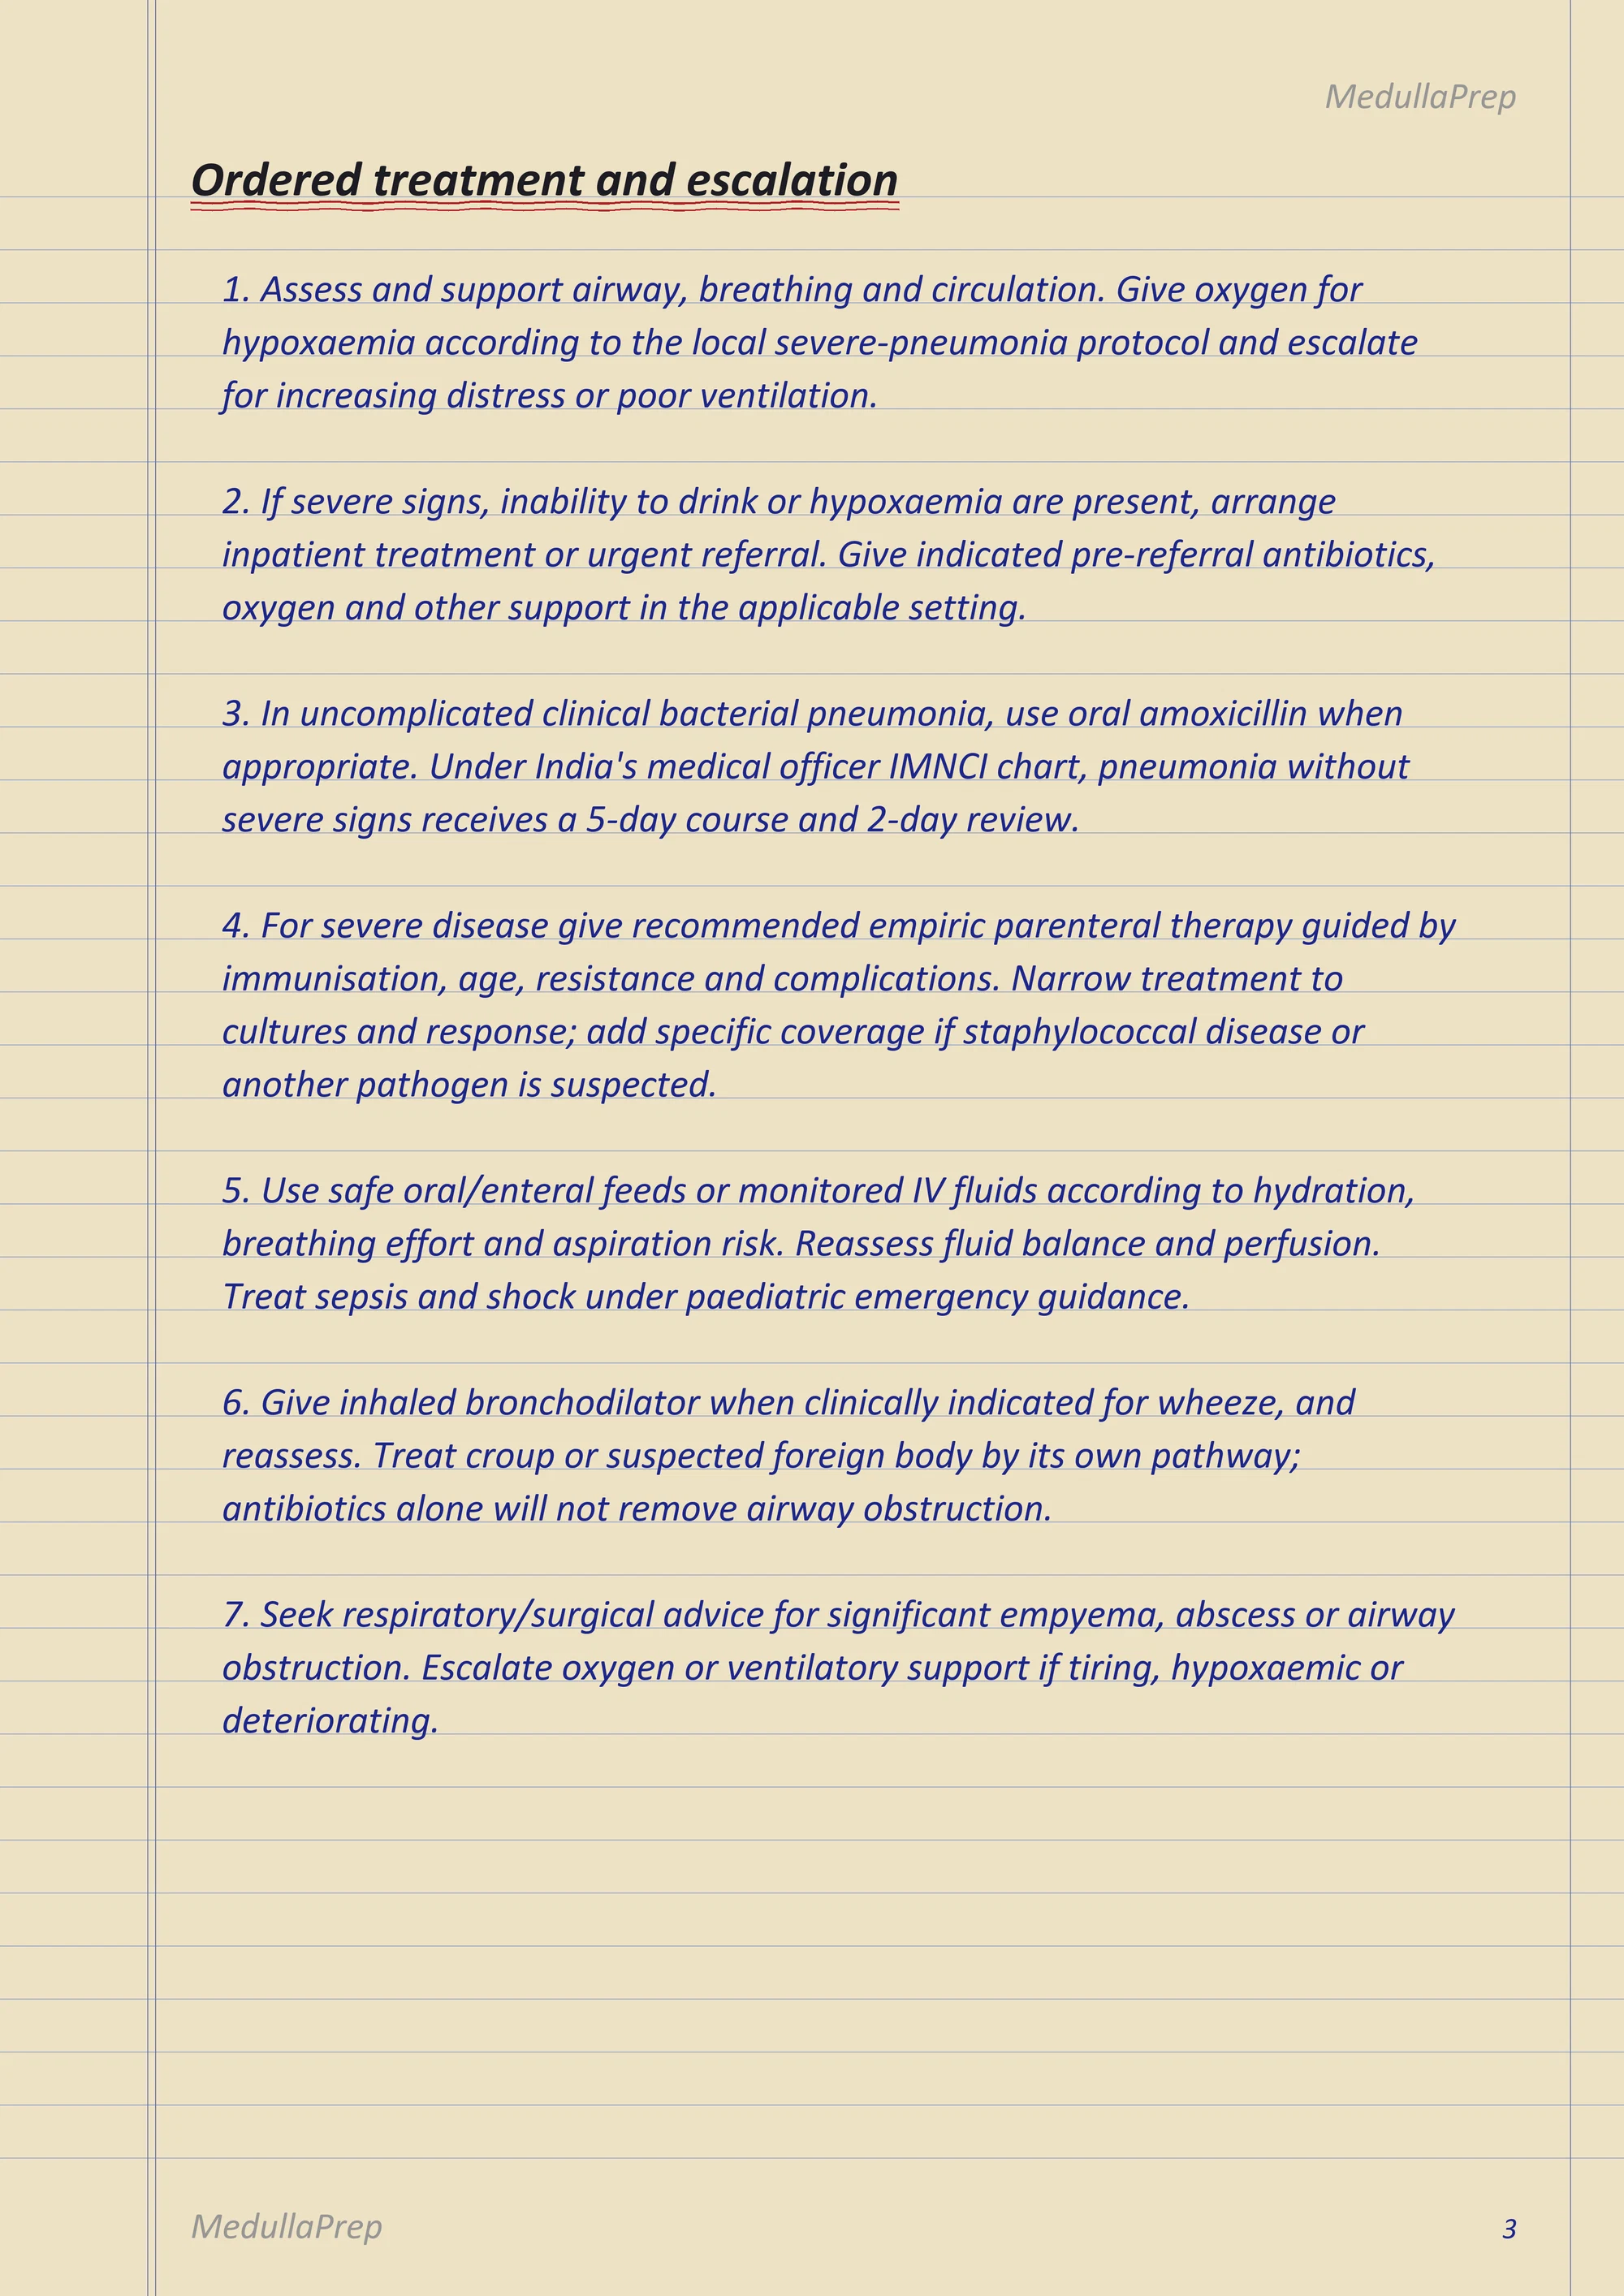 MedullaPrep
Ordered treatment and escalation
1. Assess and support airway, breathing and circulation. Give oxygen for
hypoxaemia according to the local severe-pneumonia protocol and escalate
for increasing distress or poor ventilation.
2. If severe signs, inability to drink or hypoxaemia are present, arrange
inpatient treatment or urgent referral. Give indicated pre-referral antibiotics,
oxygen and other support in the applicable setting.
3. In uncomplicated clinical bacterial pneumonia, use oral amoxicillin when
appropriate. Under India's medical officer IMNCI chart, pneumonia without
severe signs receives a 5-day course and 2-day review.
4. For severe disease give recommended empiric parenteral therapy guided by
immunisation, age, resistance and complications. Narrow treatment to
cultures and response; add specific coverage if staphylococcal disease or
another pathogen is suspected.
5. Use safe oral/enteral feeds or monitored IV fluids according to hydration,
breathing effort and aspiration risk. Reassess fluid balance and perfusion.
Treat sepsis and shock under paediatric emergency guidance.
6. Give inhaled bronchodilator when clinically indicated for wheeze, and
reassess. Treat croup or suspected foreign body by its own pathway;
antibiotics alone will not remove airway obstruction.
7. Seek respiratory/surgical advice for significant empyema, abscess or airway
obstruction. Escalate oxygen or ventilatory support if tiring, hypoxaemic or
deteriorating.
MedullaPrep
3